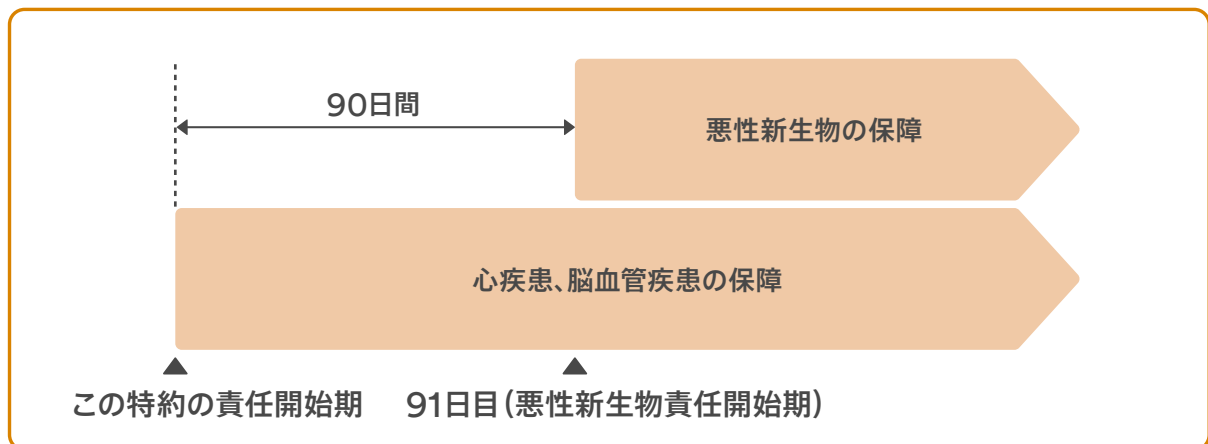 90日間
悪性新生物の保障
心疾患、脳血管疾患の保障
この特約の責任開始期
91日目(悪性新生物責任開始期)